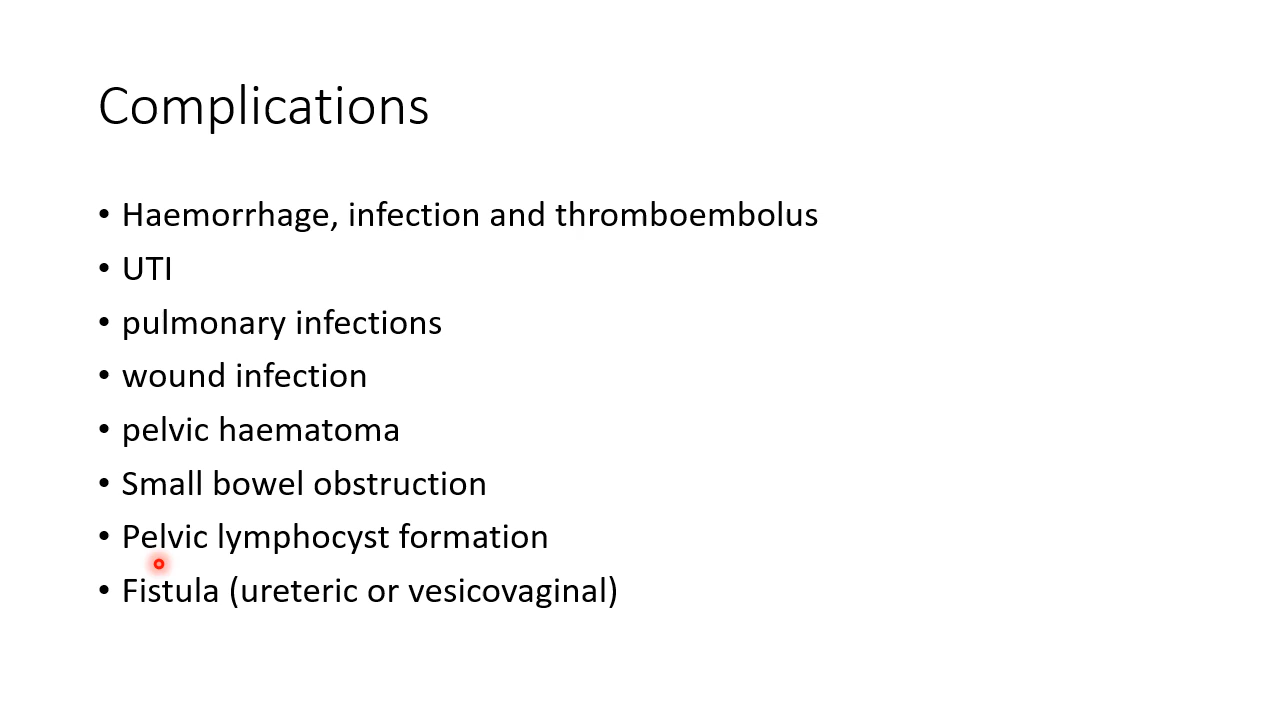 Complications
• Haemorrhage, infection and thromboembolus
• UTI
• pulmonary infections
• wound infection
• pelvic haematoma
• Small bowel obstruction
• Pelvic lymphocyst formation
• Fistula (ureteric or vesicovaginal)